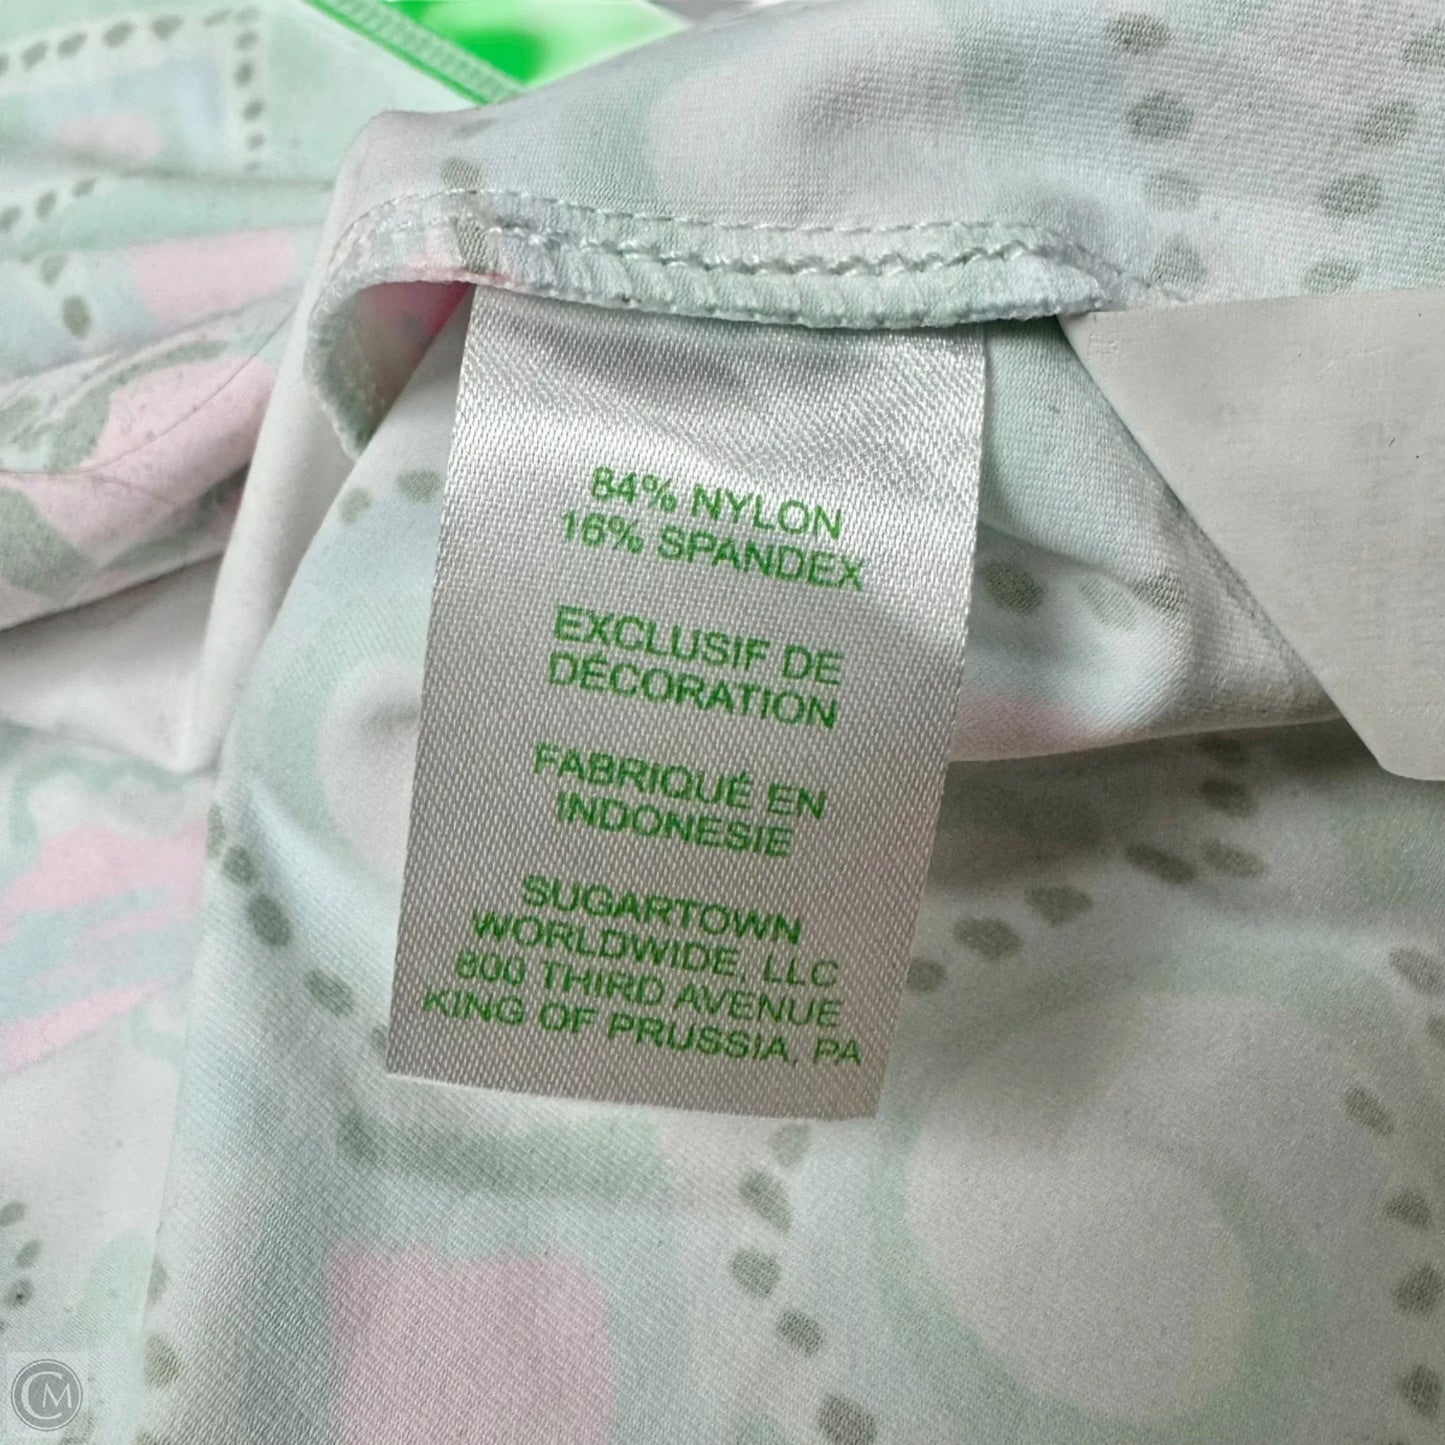 84% NYLON
16% SPANDEX
EXCLUSIF DE
DÉCORATION
FABRIQUÉ EN
INDONESIE
SUGARTOWN
WORLDWIDE, LLC
800 THIRD AVENUE
KING OF PRUSSIA, PA
CM